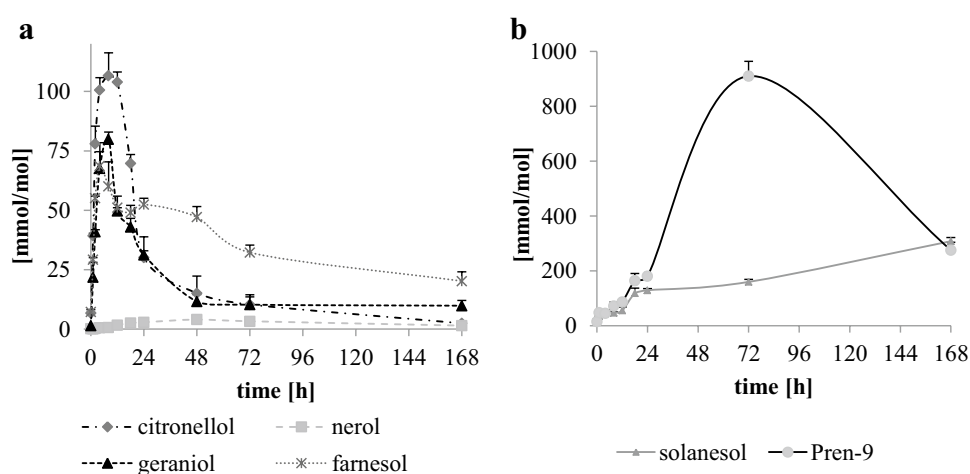 a
[mmol/mol]
100
75
50
25
0
0 24 48 72 96 120 144 168
time [h]
citronellol nerol
geraniol farnesol
b
[mmol/mol]
1000
800
600
400
200
0
0 24 48 72 96 120 144 168
time [h]
solanesol Pren-9